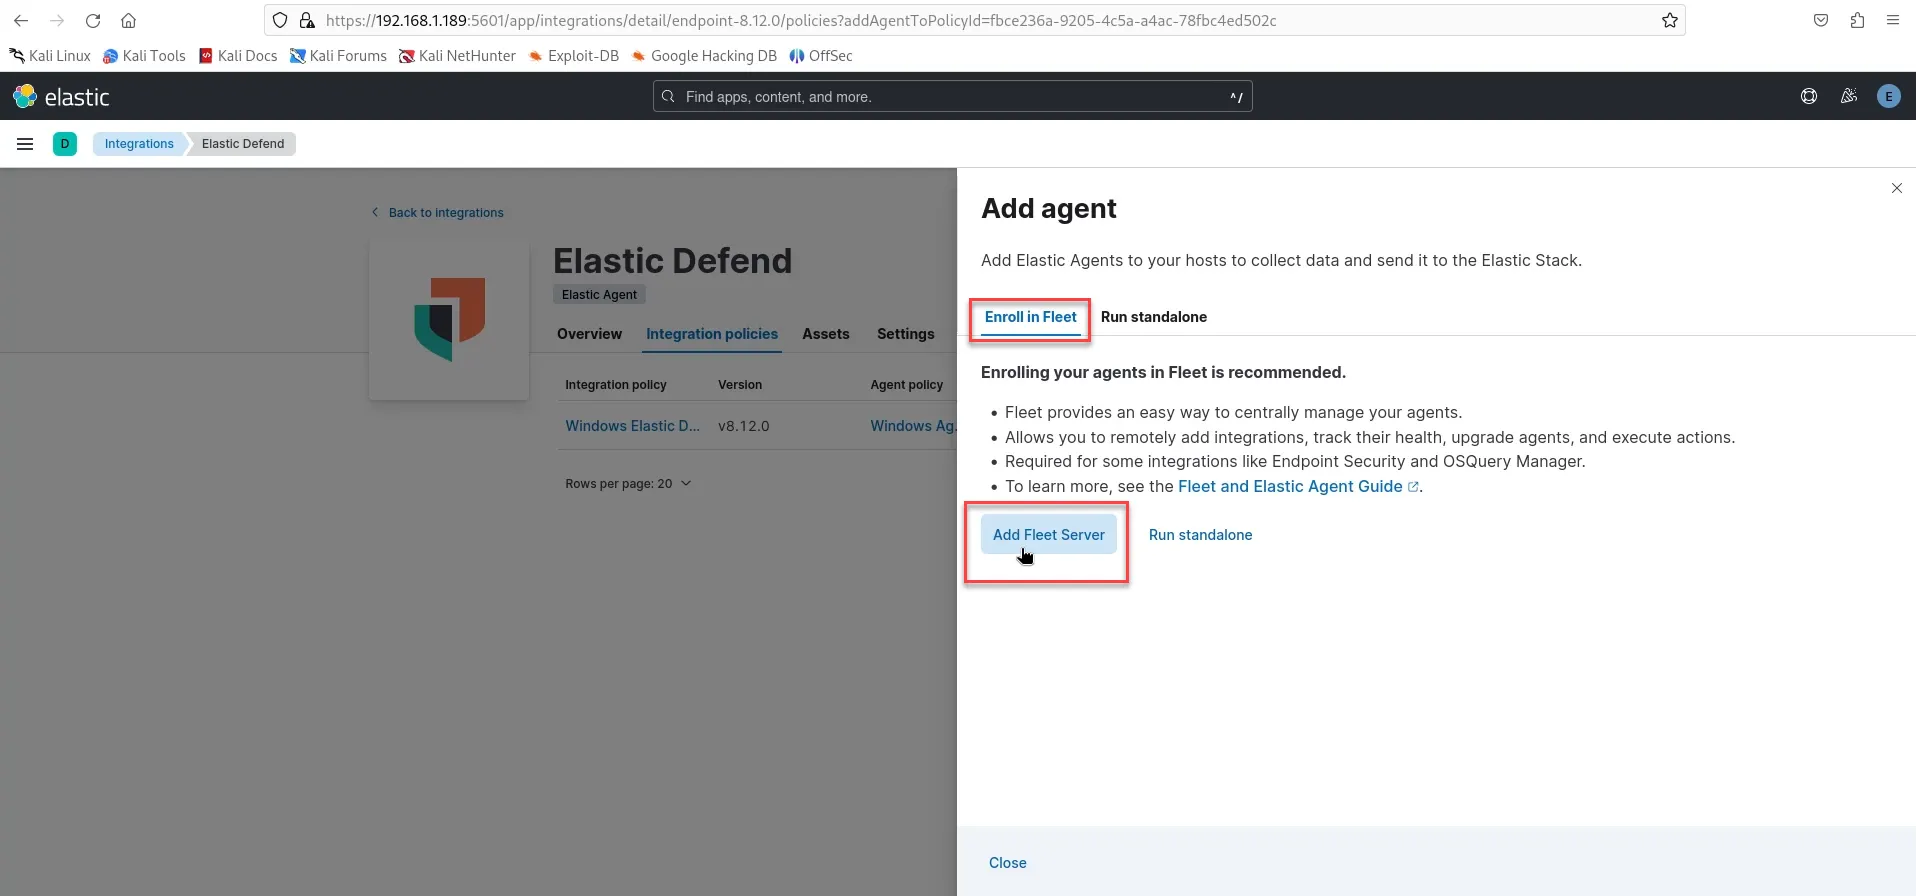 https://192.168.1.189:5601/app/integrations/detail/endpoint-8.12.0/policies?addAgentToPolicyId=fbce236a-9205-4c5a-a4ac-78fbc4ed502c
Kali Linux Kali Tools Kali Docs Kali Forums Kali NetHunter Exploit-DB Google Hacking DB OffSec
elastic Find apps, content, and more. ^/ E
D Integrations Elastic Defend
Back to integrations
Elastic Defend
Elastic Agent
Overview Integration policies Assets Settings
Integration policy Version Agent policy
Windows Elastic D... v8.12.0 Windows Ag.
Rows per page: 20
Add agent
Add Elastic Agents to your hosts to collect data and send it to the Elastic Stack.
Enroll in Fleet Run standalone
Enrolling your agents in Fleet is recommended.
• Fleet provides an easy way to centrally manage your agents.
• Allows you to remotely add integrations, track their health, upgrade agents, and execute actions.
• Required for some integrations like Endpoint Security and OSQuery Manager.
• To learn more, see the Fleet and Elastic Agent Guide.
Add Fleet Server Run standalone
Close